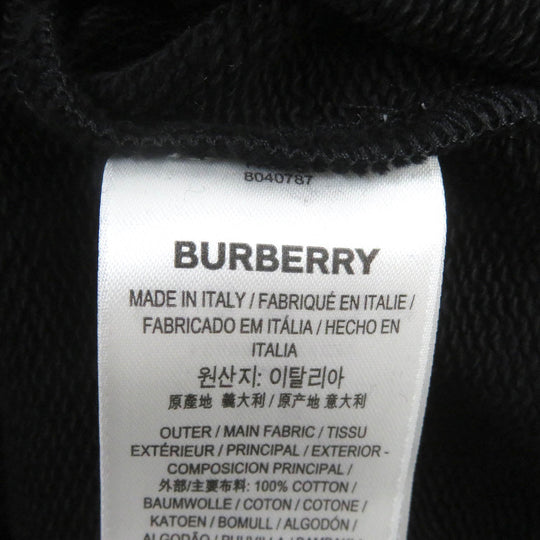 8040787
BURBERRY
MADE IN ITALY / FABRIQUÉ EN ITALIE /
FABRICADO EM ITÁLIA / HECHO EN
ITALIA
원산지: 이탈리아
原產地 義大利 / 原产地 意大利
OUTER / MAIN FABRIC / TISSU
EXTÉRIEUR / PRINCIPAL / EXTERIOR -
COMPOSICION PRINCIPAL /
外部/主要布料: 100% COTTON /
BAUMWOLLE / COTON / COTONE /
KATOEN / BOMULL / ALGODÓN /
ALGODÃO / PUUVILLA /